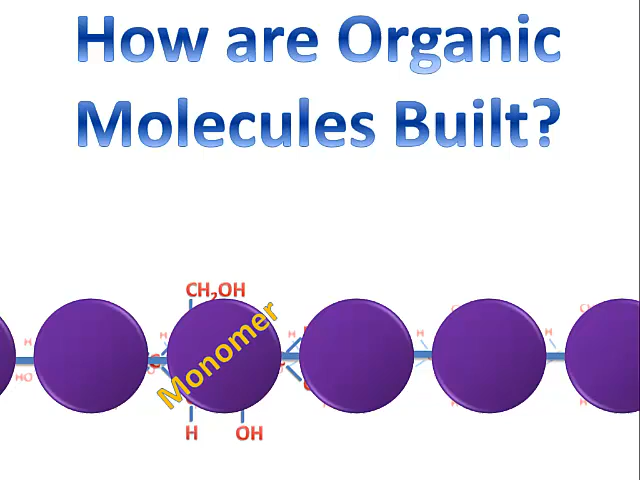 How are Organic
Molecules Built?
CH₂OH
H
H
H
H
H
Monomer
C
HO
H
OH